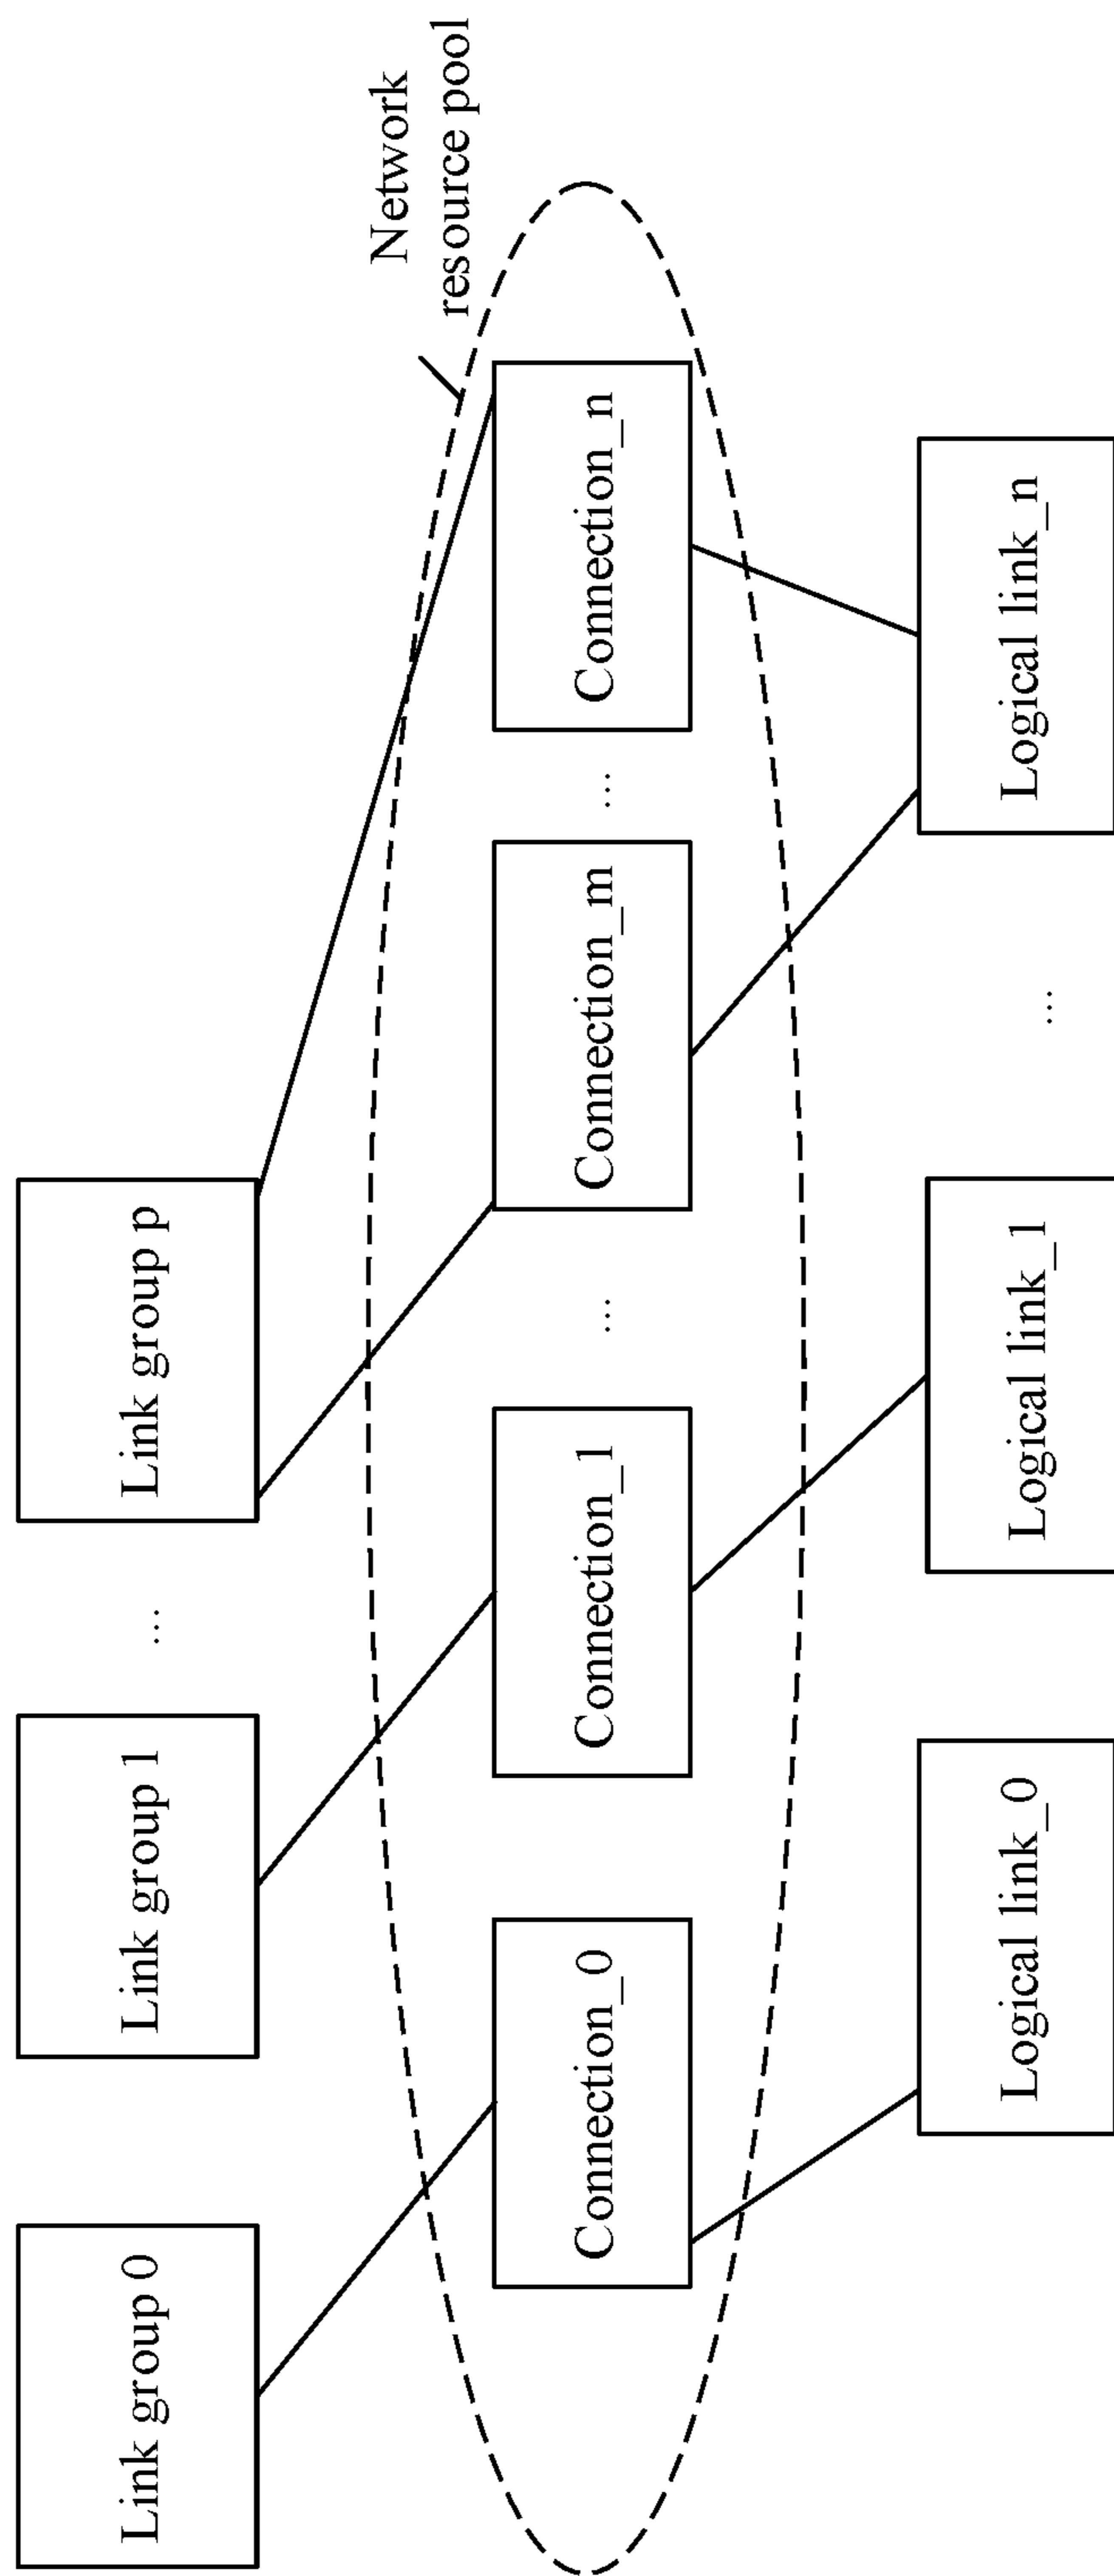 Link group 0
Link group 1
...
Link group p
Network
resource pool
Connection_0
Connection_1
...
Connection_m
...
Connection_n
Logical link_0
Logical link_1
...
Logical link_n